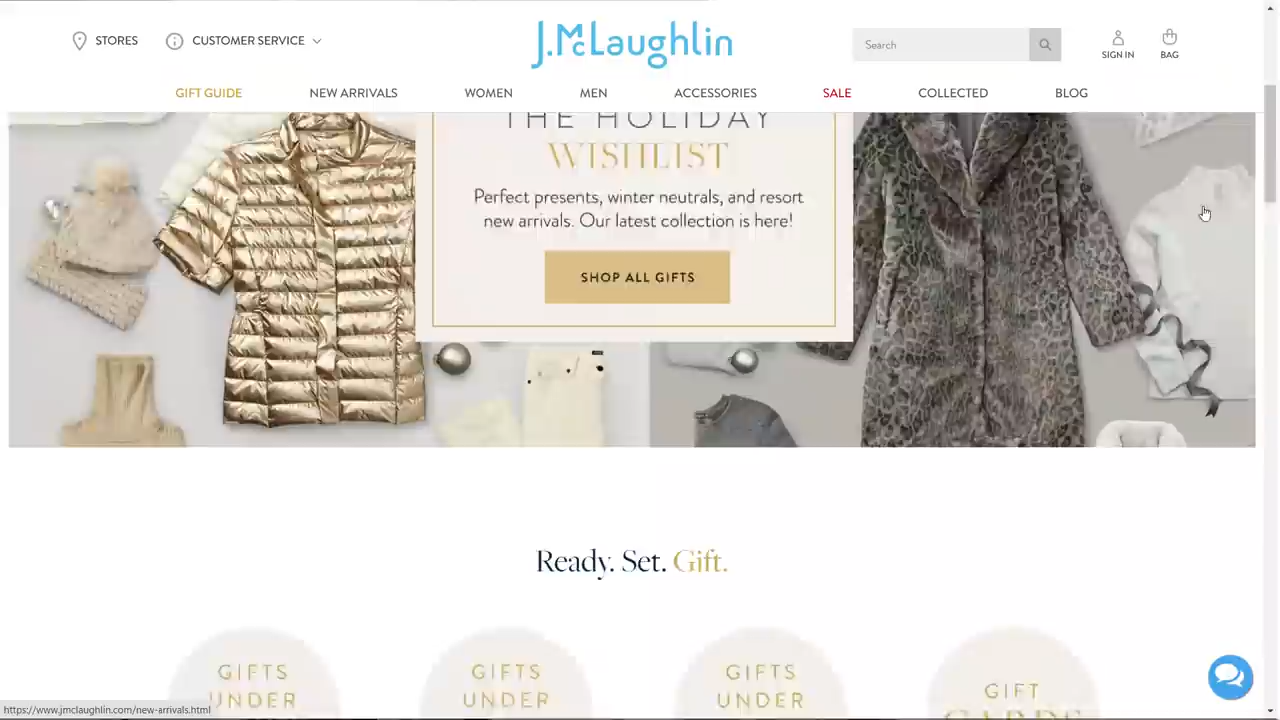 STORES
CUSTOMER SERVICE
J.McLaughlin
Search
SIGN IN
BAG
GIFT GUIDE
NEW ARRIVALS
WOMEN
MEN
ACCESSORIES
SALE
COLLECTED
BLOG
THE HOLIDAY
WISHLIST
Perfect presents, winter neutrals, and resort
new arrivals. Our latest collection is here!
SHOP ALL GIFTS
Ready. Set. Gift.
GIFTS
UNDER
GIFTS
UNDER
GIFTS
UNDER
GIFT
CARDS
https://www.jmclaughlin.com/new-arrivals.html